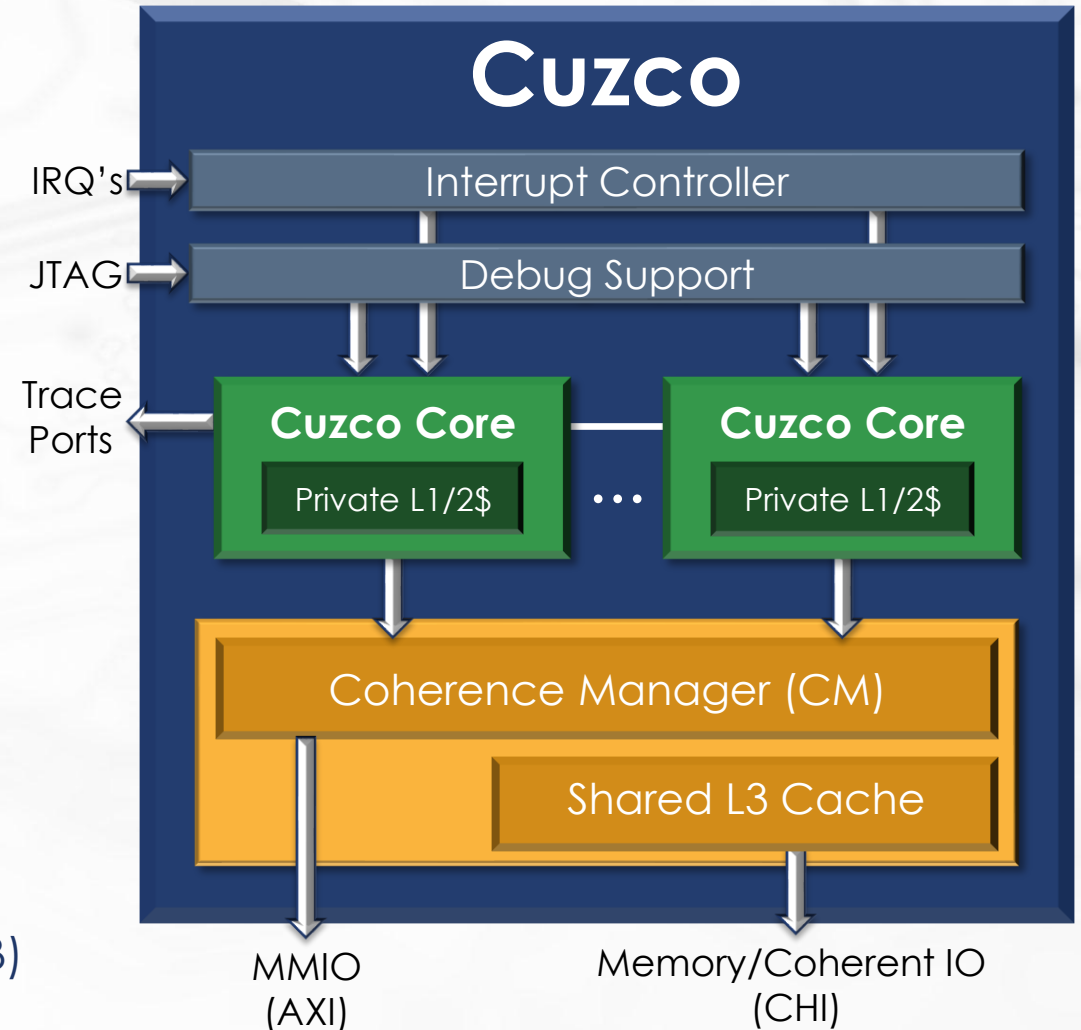 Cuzco
IRQ's
Interrupt Controller
JTAG
Debug Support
Trace
Ports
Cuzco Core
Private L1/2$
...
Cuzco Core
Private L1/2$
Coherence Manager (CM)
Shared L3 Cache
MMIO
(AXI)
Memory/Coherent IO
(CHI)